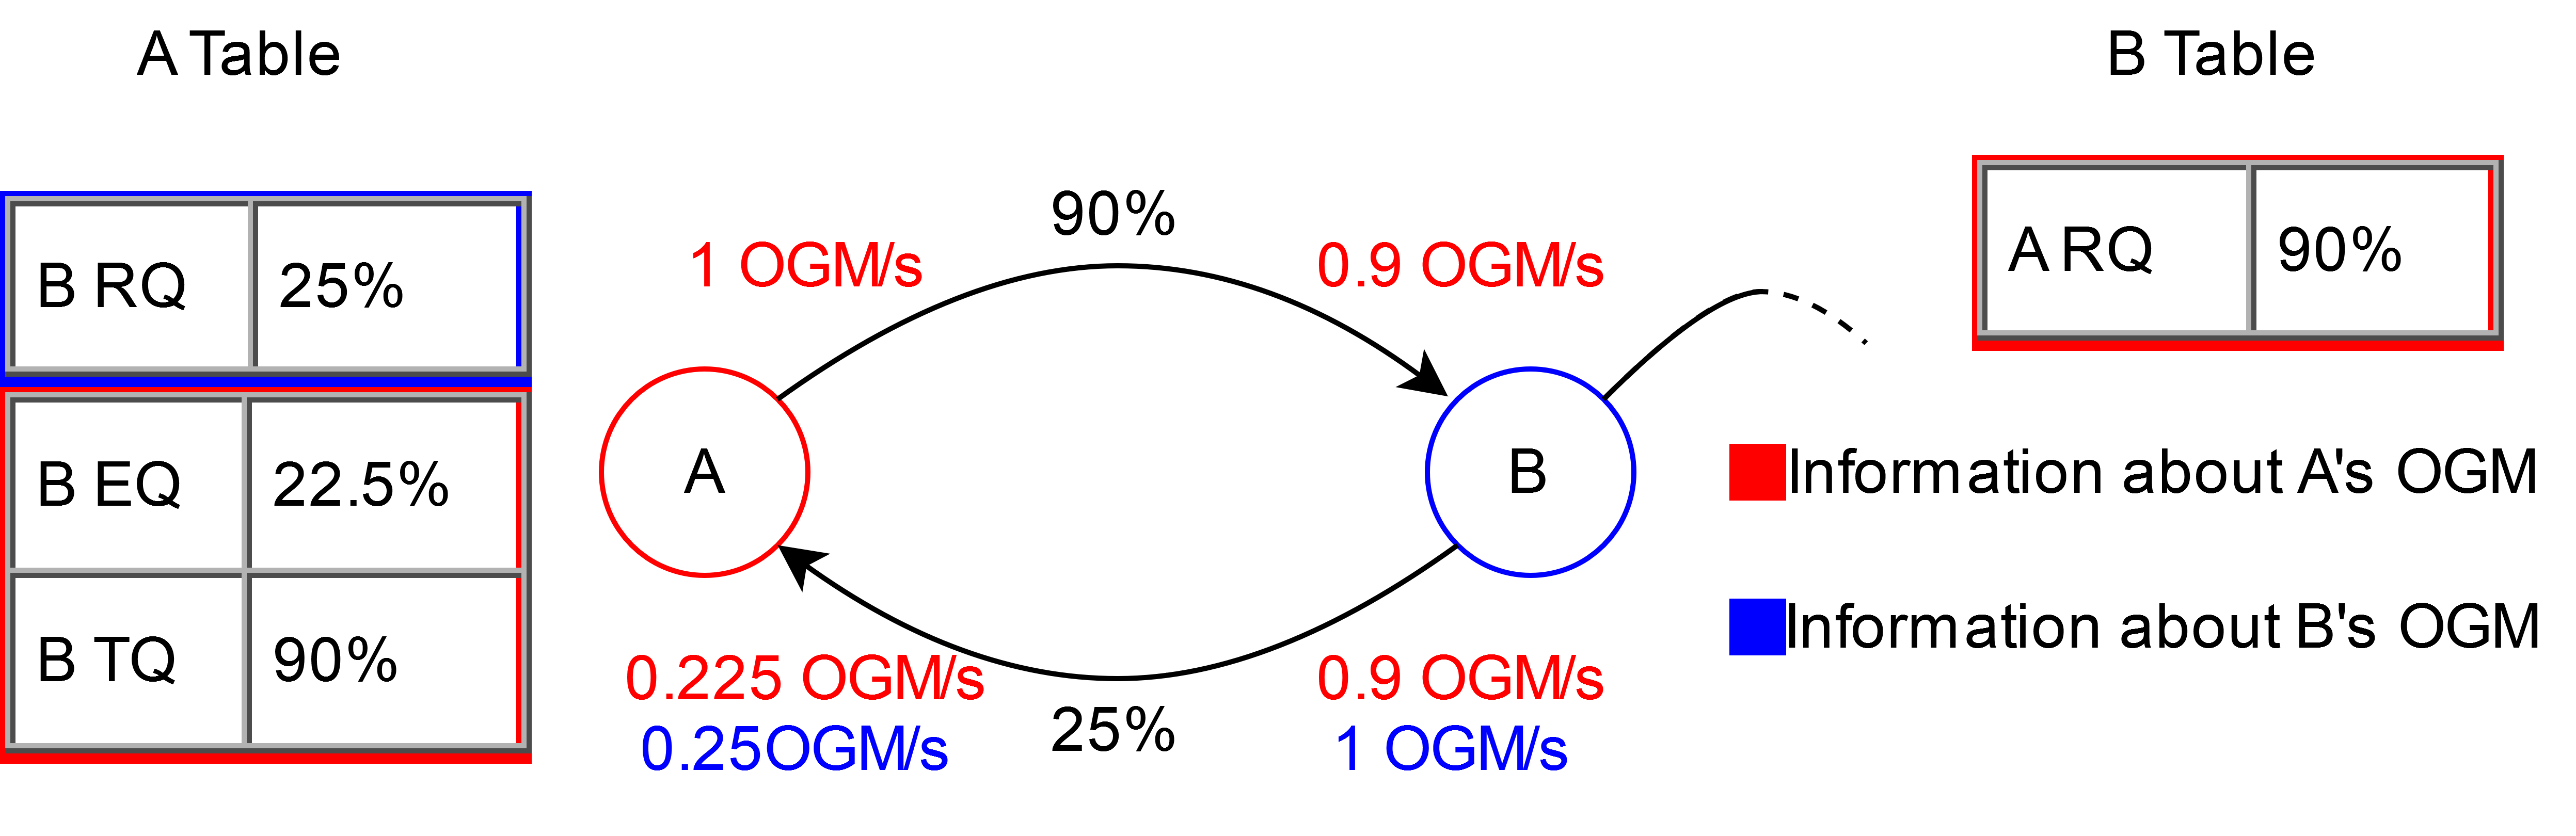 A Table
B Table
B RQ 25%
B EQ 22.5%
B TQ 90%
90%
1 OGM/s
0.9 OGM/s
A
B
0.225 OGM/s
0.25OGM/s
25%
0.9 OGM/s
1 OGM/s
A RQ 90%
Information about A's OGM
Information about B's OGM